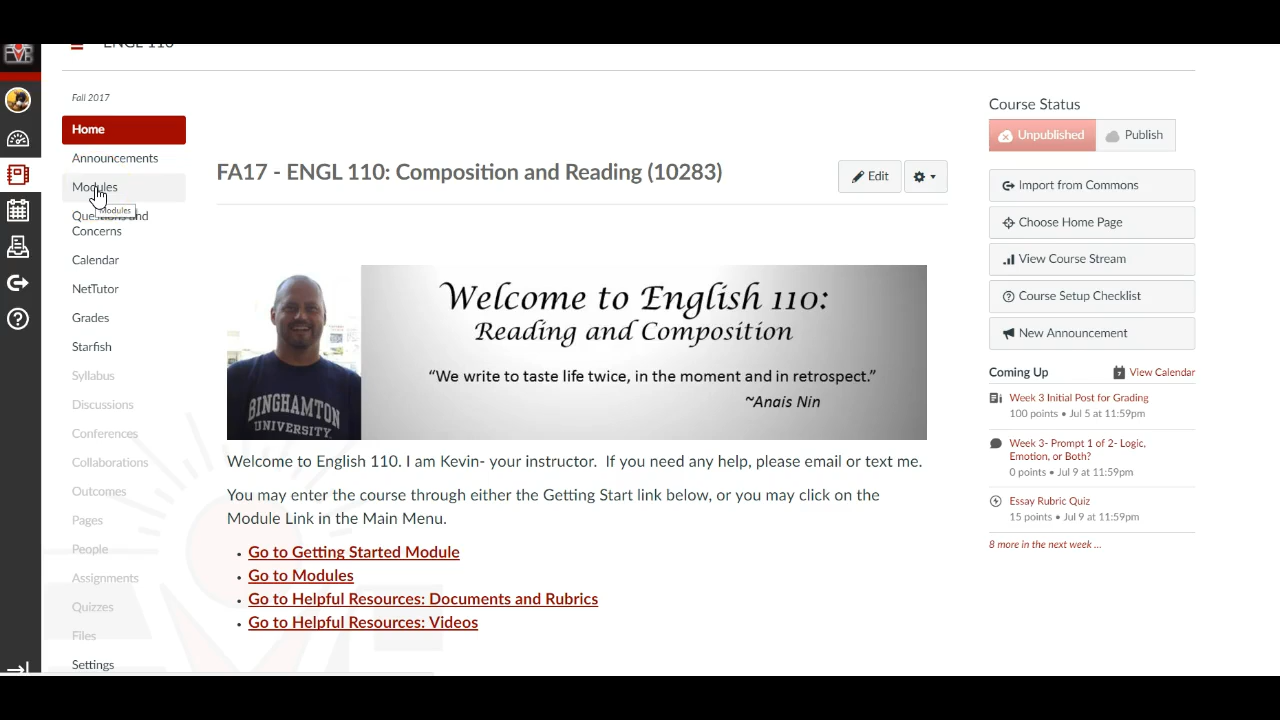 ENGL 110
Fall 2017
Home
Announcements
Modules
Modules
Questions and
Concerns
Calendar
NetTutor
Grades
Starfish
Syllabus
Discussions
Conferences
Collaborations
Outcomes
Pages
People
Assignments
Quizzes
Files
Settings
FA17 - ENGL 110: Composition and Reading (10283)
Edit
Welcome to English 110:
Reading and Composition
“We write to taste life twice, in the moment and in retrospect.”
~Anais Nin
BINGHAMTON
UNIVERSITY
Welcome to English 110. I am Kevin- your instructor. If you need any help, please email or text me.
You may enter the course through either the Getting Start link below, or you may click on the
Module Link in the Main Menu.
• Go to Getting Started Module
• Go to Modules
• Go to Helpful Resources: Documents and Rubrics
• Go to Helpful Resources: Videos
Course Status
Unpublished Publish
Import from Commons
Choose Home Page
View Course Stream
Course Setup Checklist
New Announcement
Coming Up View Calendar
Week 3 Initial Post for Grading
100 points • Jul 5 at 11:59pm
Week 3- Prompt 1 of 2- Logic,
Emotion, or Both?
0 points • Jul 9 at 11:59pm
Essay Rubric Quiz
15 points • Jul 9 at 11:59pm
8 more in the next week ...